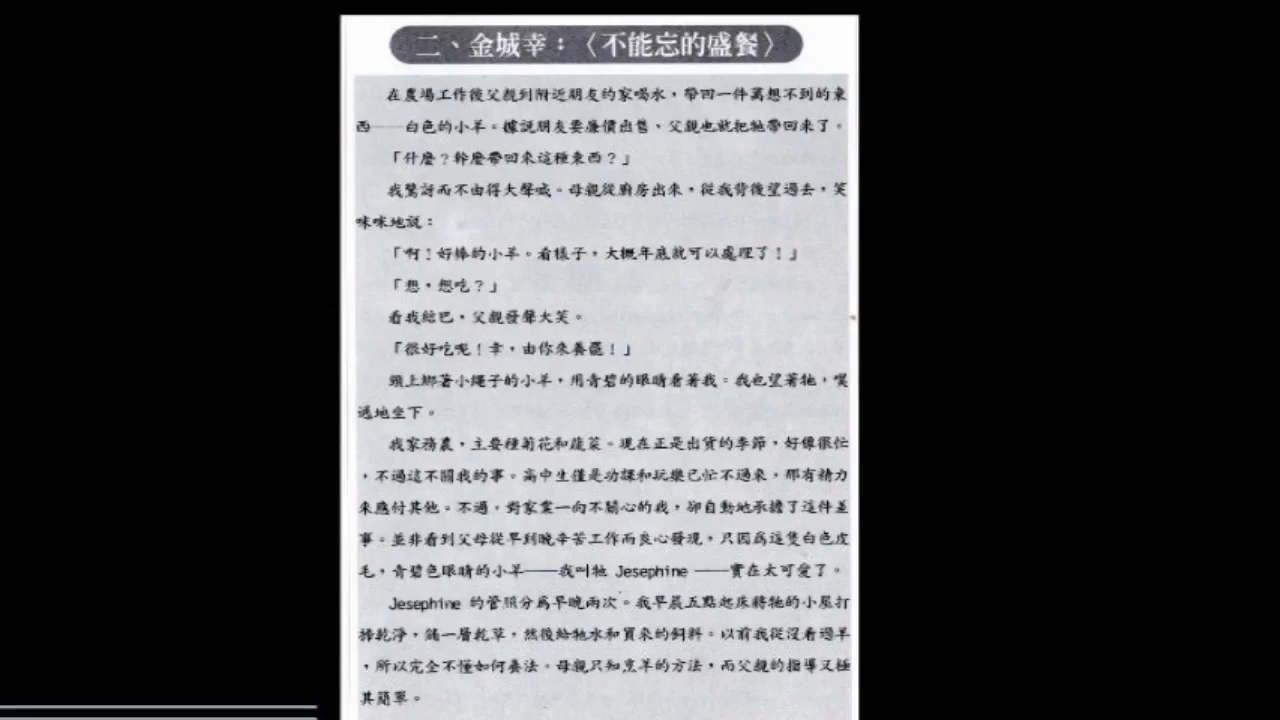 二、金城幸：〈不能忘的盛餐〉
在農場工作後父親到附近朋友的家喝水，帶回一件萬想不到的東
西——白色的小羊。據說朋友要廉價出售，父親也就把牠帶回來了。
「什麼？幹麼帶回來這種東西？」
我驚訝而不由得大聲喊。母親從廚房出來，從我背後望過去，笑
咪咪地說：
「啊！好棒的小羊。看樣子，大概年底就可以處理了！」
「想，想吃？」
看我結巴，父親發聲大笑。
「很好吃呢！幸，由你來養罷！」
頸上綁著小繩子的小羊，用青碧的眼睛看著我。我也望著牠，嘆
地坐下。
我家務農，主要種菊花和蔬菜。現在正是出貨的季節，好像很忙
，不過這不關我的事。高中生僅是功課和玩樂已忙不過來，那有精力
來應付其他。不過，對家業一向不關心的我，卻自動地承擔了這件差
事。並非看到父母從早到晚辛苦工作而良心發現，只因為這隻白色皮
毛，青碧色眼睛的小羊——我叫牠 Jesephine ——實在太可愛了。
Jesephine 的管照分為早晚兩次。我早晨五點起床將牠的小屋打
掃乾淨，鋪一層乾草，然後給牠水和買來的飼料。以前我從沒看過羊
，所以完全不懂如何養法。母親只知烹羊的方法，而父親的指導又極
其簡單。